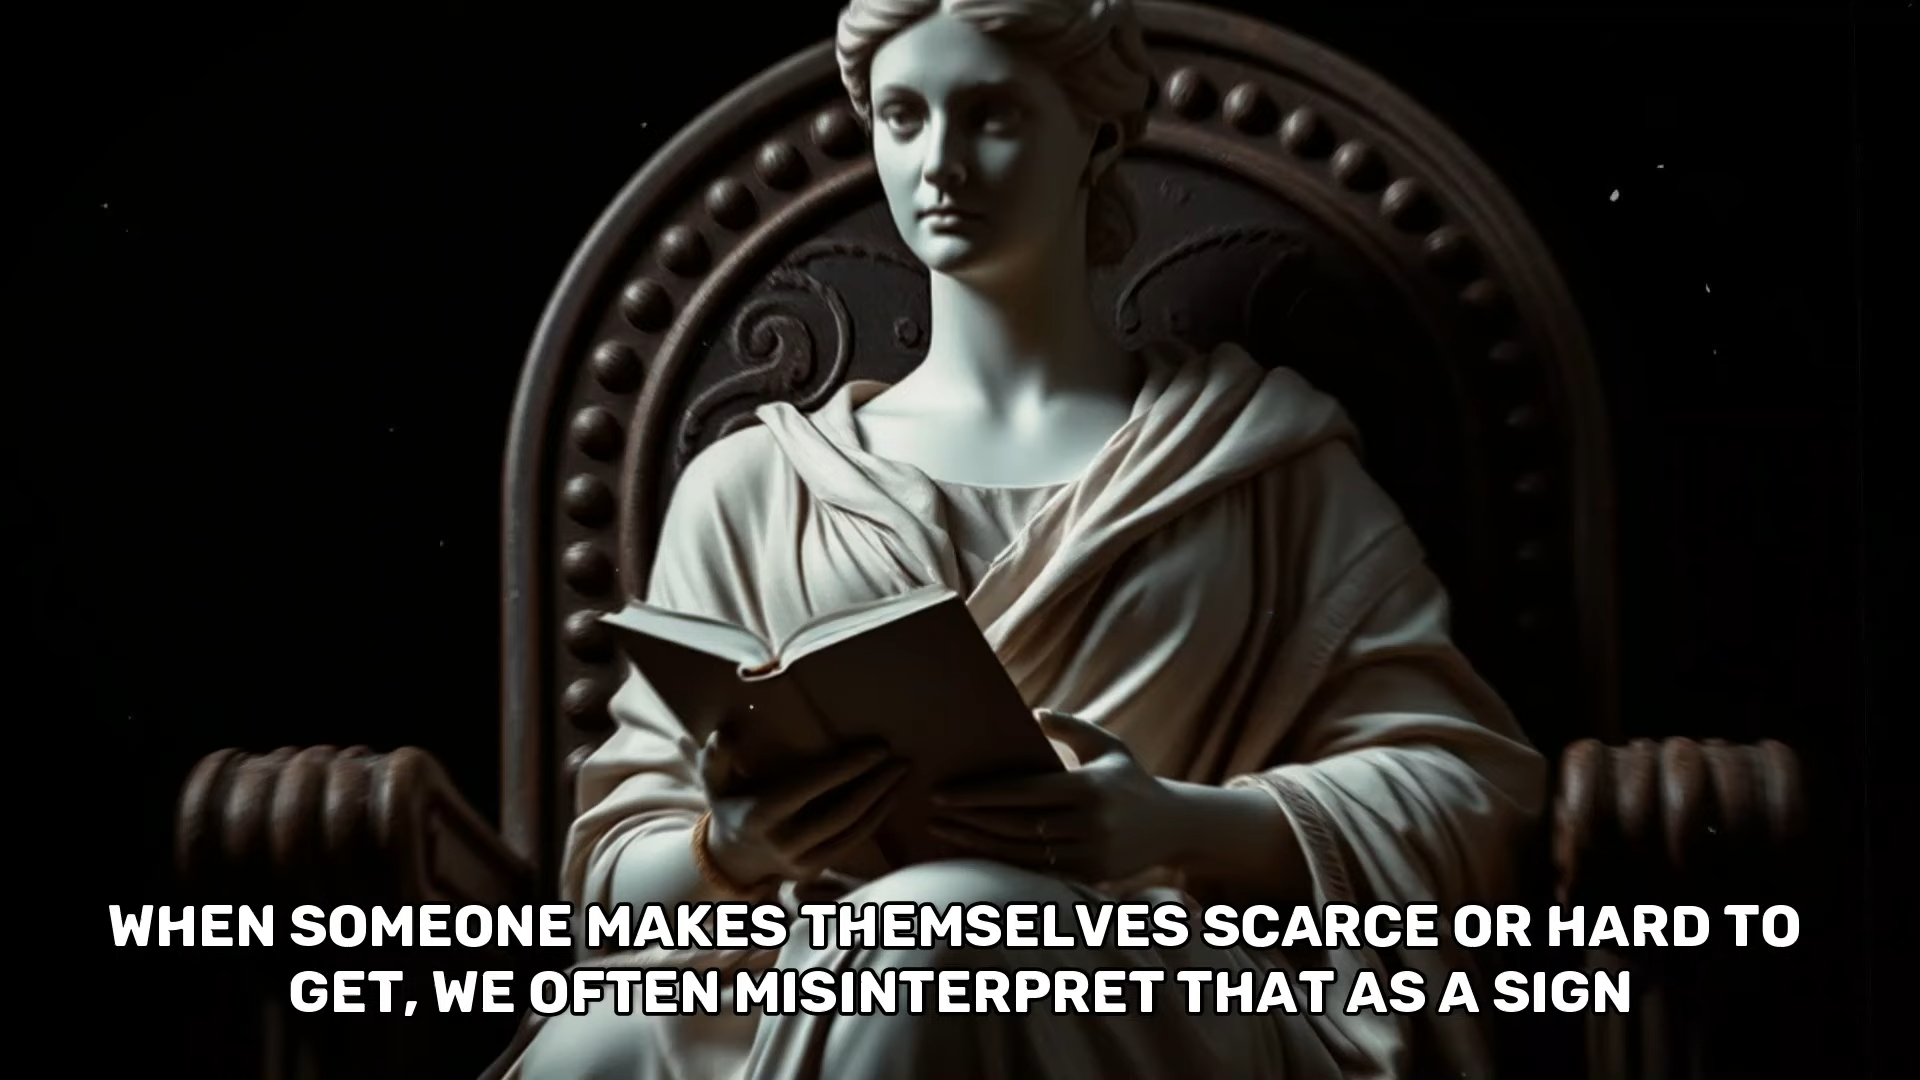 WHEN SOMEONE MAKES THEMSELVES SCARCE OR HARD TO
GET, WE OFTEN MISINTERPRET THAT AS A SIGN